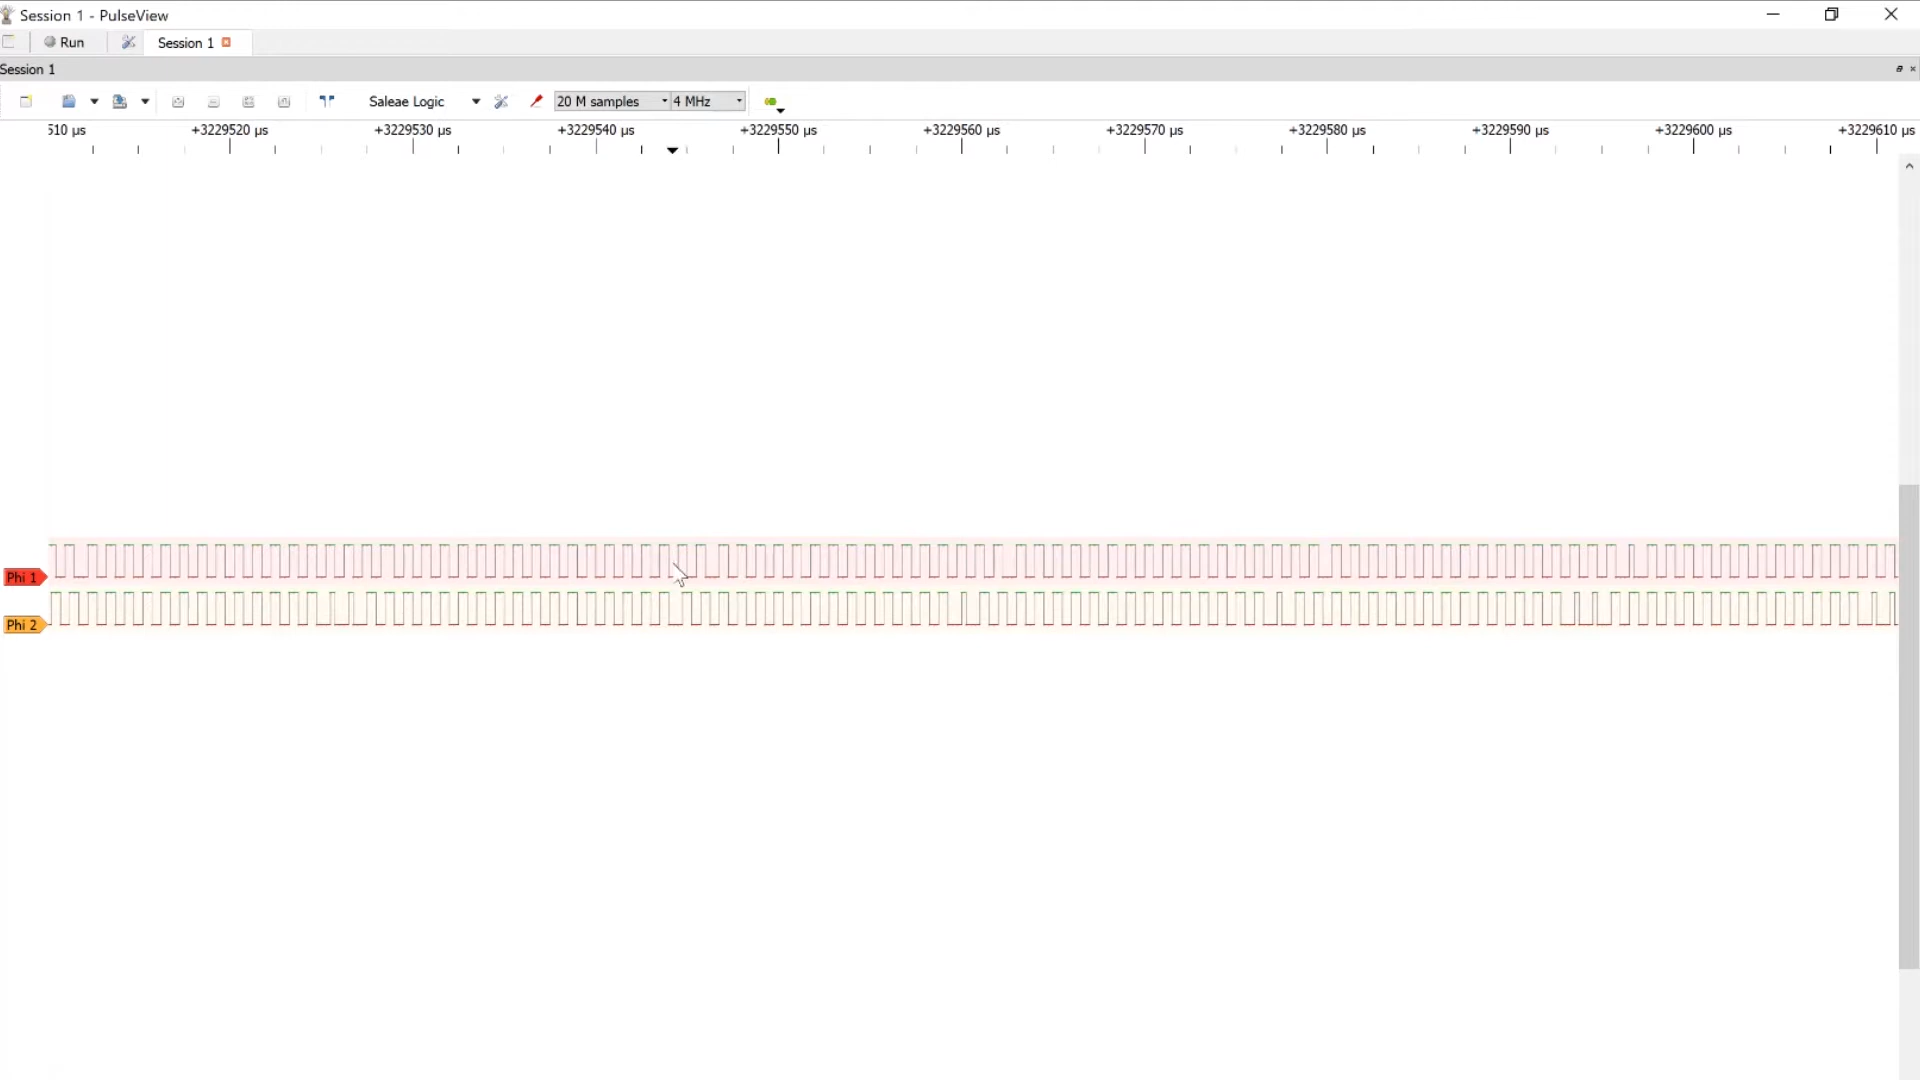 Session 1 - PulseView
Run
Session 1
Session 1
Saleae Logic
20 M samples
4 MHz
510 µs +3229520 µs +3229530 µs +3229540 µs +3229550 µs +3229560 µs +3229570 µs +3229580 µs +3229590 µs +3229600 µs +3229610 µs
Phi 1
Phi 2